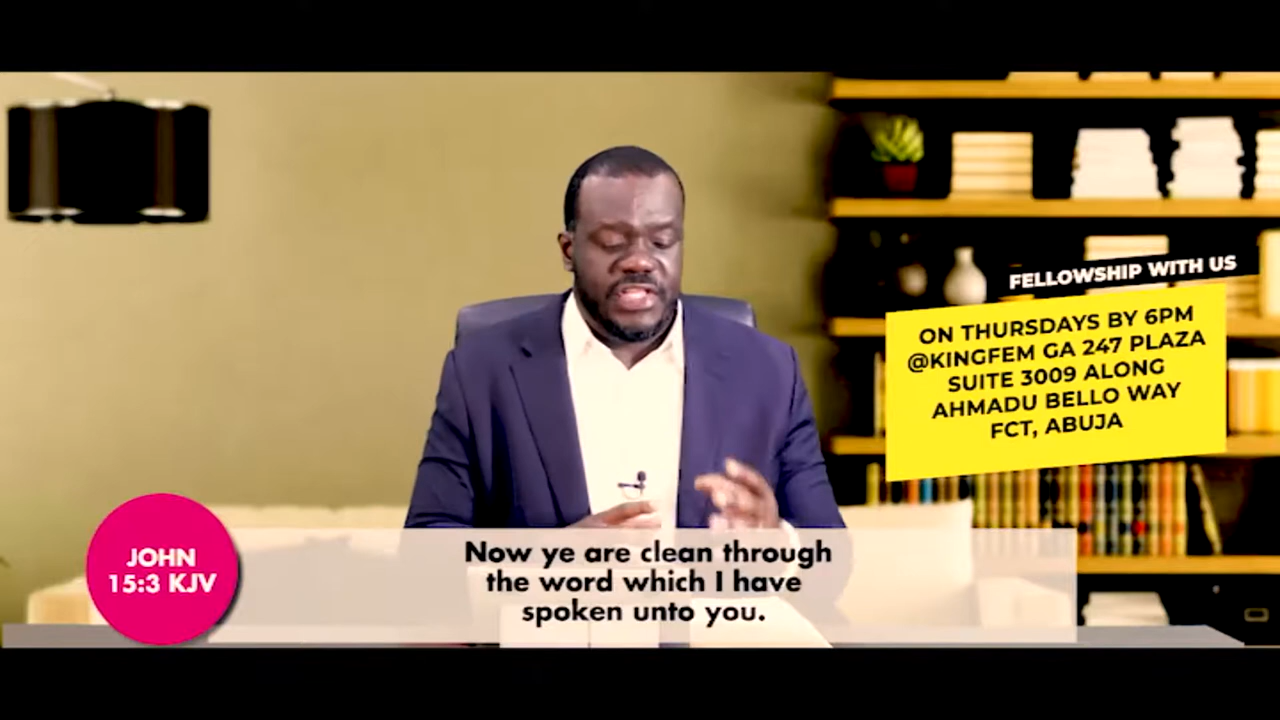 FELLOWSHIP WITH US
ON THURSDAYS BY 6PM
@KINGFEM GA 247 PLAZA
SUITE 3009 ALONG
AHMADU BELLO WAY
FCT, ABUJA
JOHN
15:3 KJV
Now ye are clean through
the word which I have
spoken unto you.